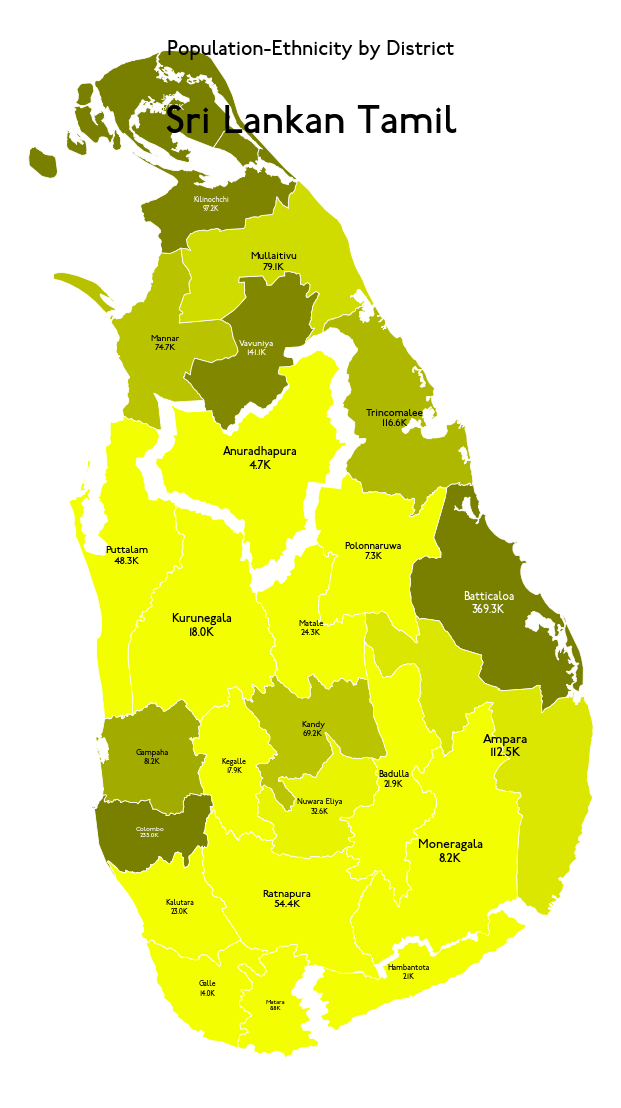 Population-Ethnicity by District
Sri Lankan Tamil
Kilinochchi
97.2K
Mullaitivu
79.1K
Mannar
74.7K
Vavuniya
141.1K
Trincomalee
116.6K
Anuradhapura
4.7K
Puttalam
48.3K
Polonnaruwa
7.3K
Batticaloa
369.3K
Kurunegala
18.0K
Matale
24.3K
Kandy
69.2K
Ampara
112.5K
Gampaha
81.2K
Kegalle
17.9K
Badulla
21.9K
Nuwara Eliya
32.6K
Colombo
233.0K
Moneragala
8.2K
Ratnapura
54.4K
Kalutara
23.0K
Hambantota
2.1K
Galle
14.0K
Matara